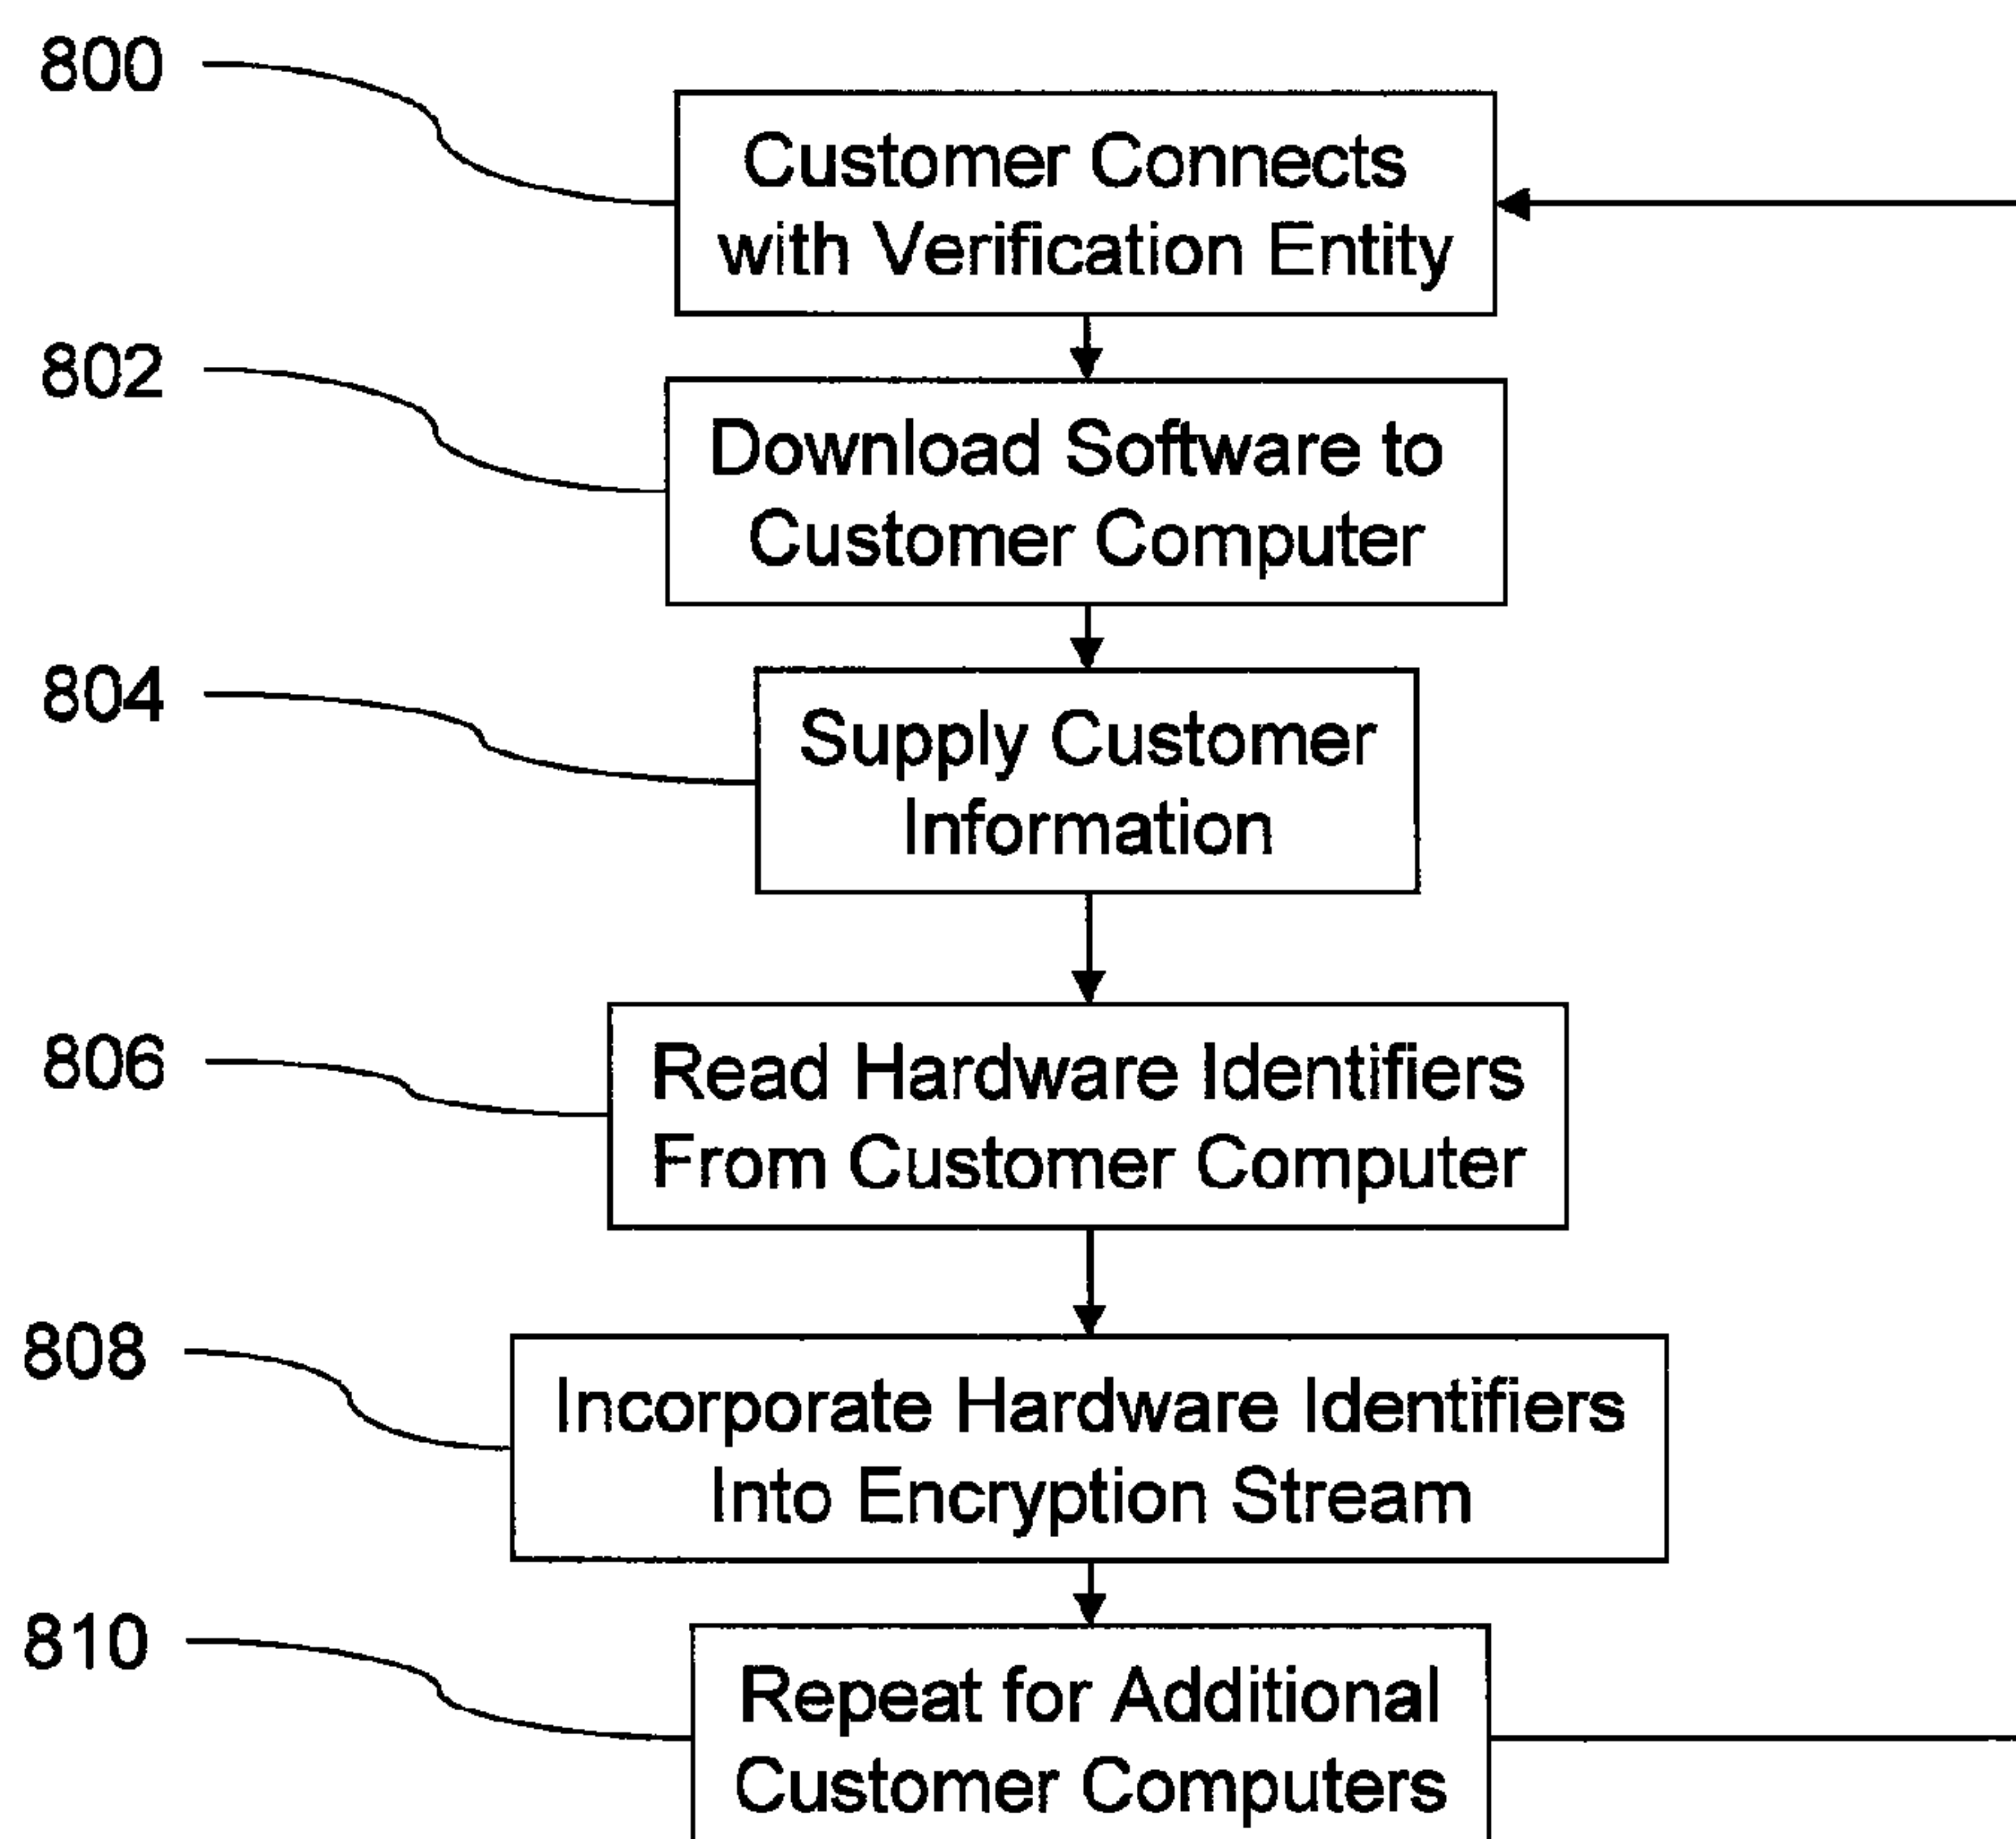 800
Customer Connects
with Verification Entity
802
Download Software to
Customer Computer
804
Supply Customer
Information
806
Read Hardware Identifiers
From Customer Computer
808
Incorporate Hardware Identifiers
Into Encryption Stream
810
Repeat for Additional
Customer Computers